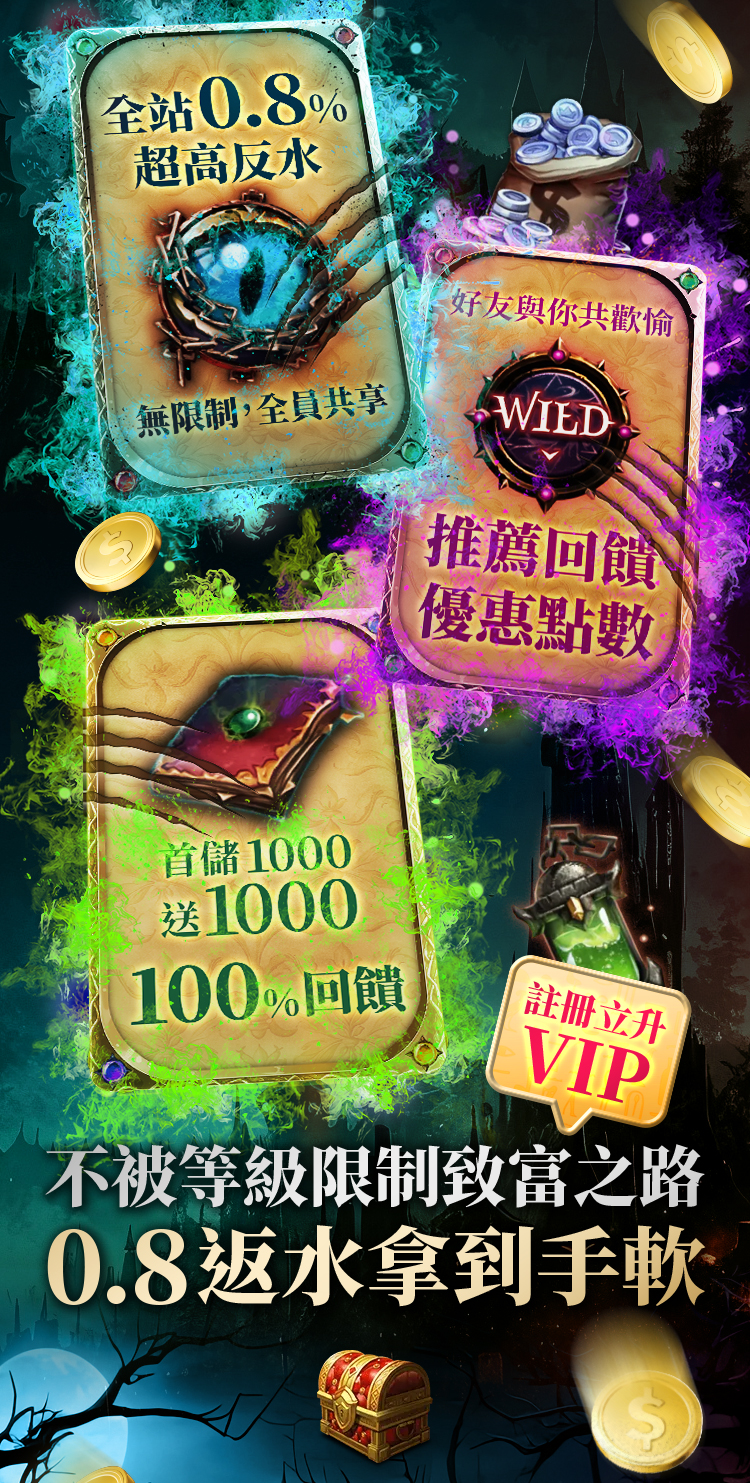 全站0.8%
超高反水
無限制，全員共享
好友與你共歡愉
WILD
推薦回饋
優惠點數
首儲1000
送1000
100%回饋
註冊立升
VIP
不被等級限制致富之路
0.8返水拿到手軟